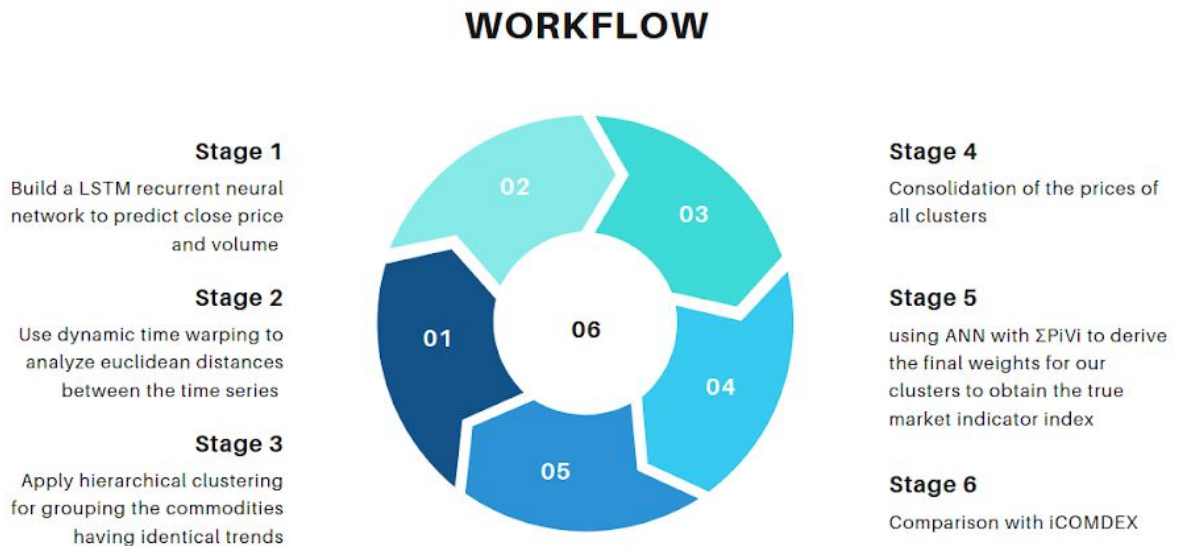 WORKFLOW
Stage 1
Build a LSTM recurrent neural
network to predict close price
and volume
Stage 2
Use dynamic time warping to
analyze euclidean distances
between the time series
Stage 3
Apply hierarchical clustering
for grouping the commodities
having identical trends
02
03
01
06
04
05
Stage 4
Consolidation of the prices of
all clusters
Stage 5
using ANN with ΣPiVi to derive
the final weights for our
clusters to obtain the true
market indicator index
Stage 6
Comparison with iCOMDEX